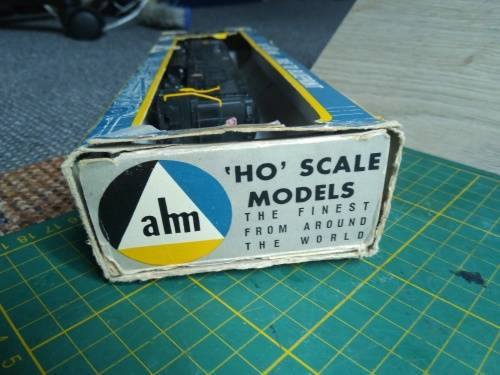 ahm
'HO' SCALE
MODELS
THE FINEST
FROM AROUND
THE WORLD